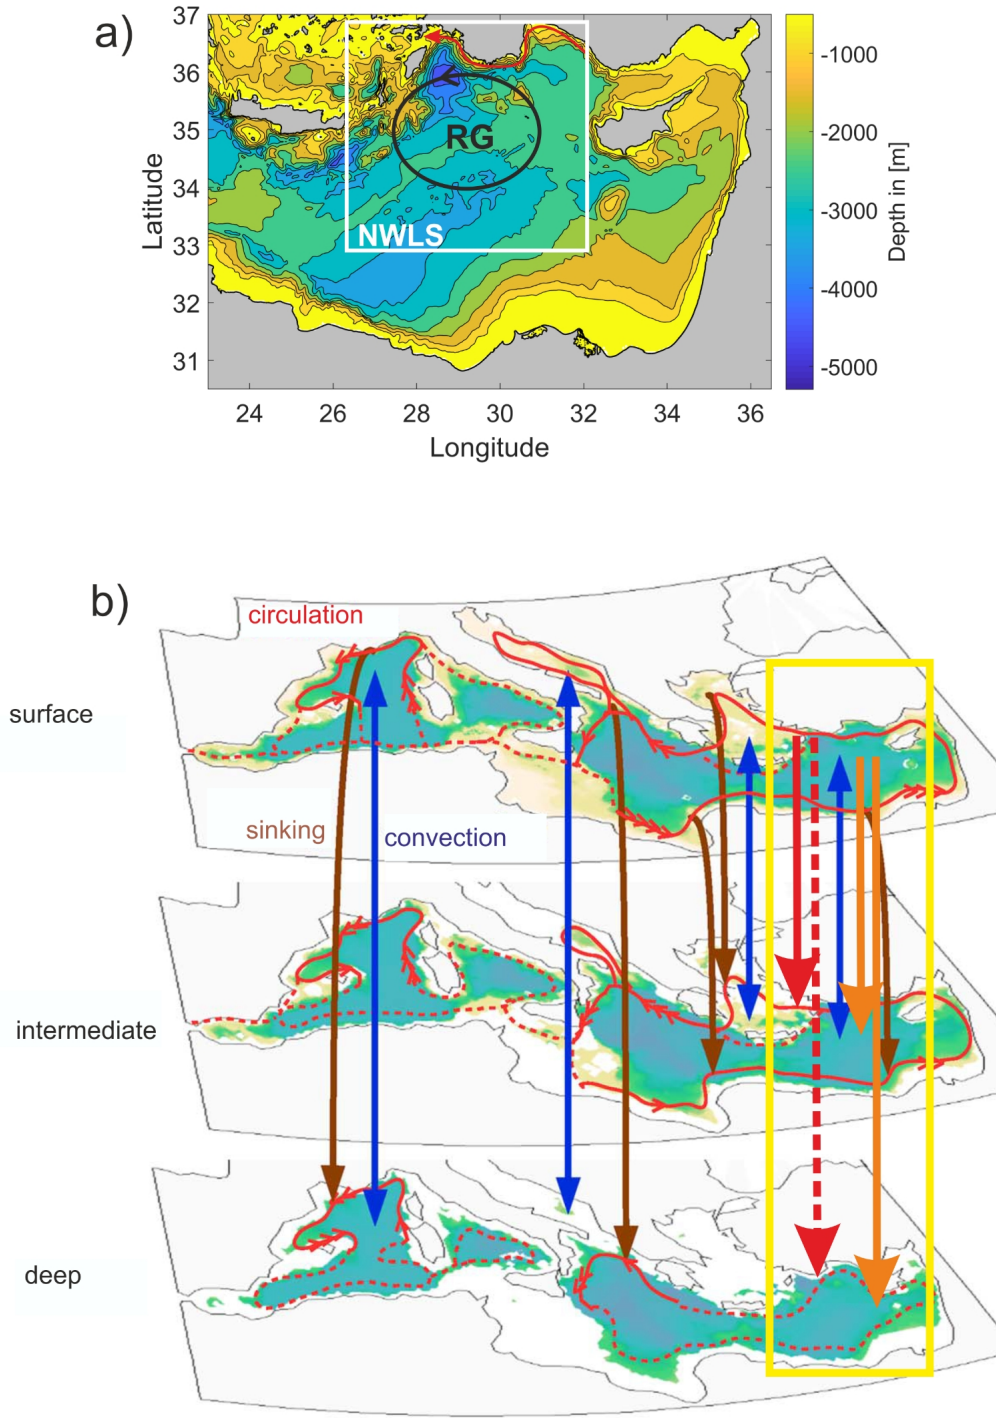 a)
37
36
35
34
33
32
31
Latitude
RG
NWLS
24
26
28
30
32
34
36
Longitude
-1000
-2000
-3000
-4000
-5000
Depth in [m]
b)
circulation
surface
sinking
convection
intermediate
deep